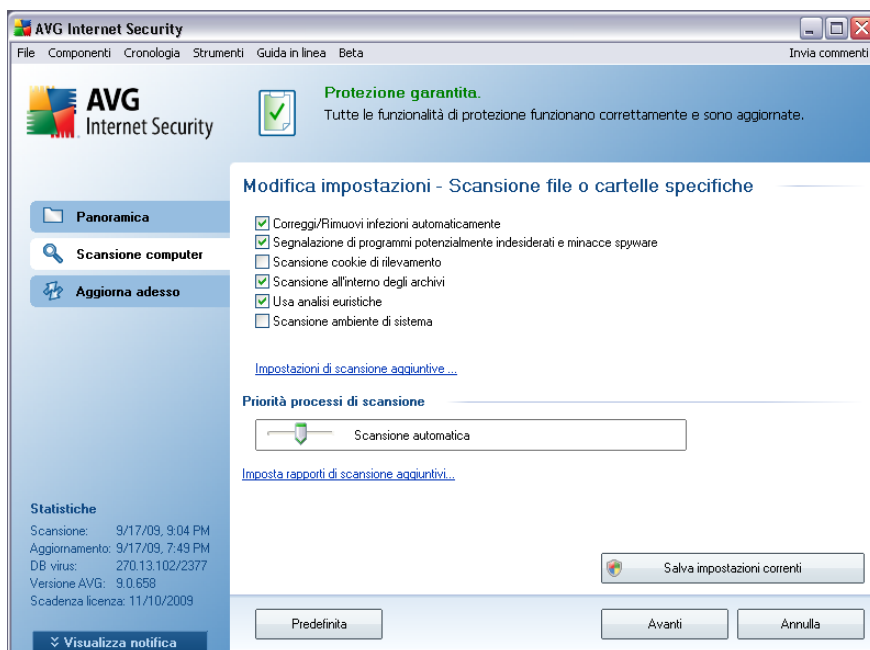 AVG Internet Security
File Componenti Cronologia Strumenti Guida in linea Beta Invia commenti
AVG
Internet Security
Protezione garantita.
Tutte le funzionalità di protezione funzionano correttamente e sono aggiornate.
Panoramica
Scansione computer
Aggiorna adesso
Modifica impostazioni - Scansione file o cartelle specifiche
Correggi/Rimuovi infezioni automaticamente
Segnalazione di programmi potenzialmente indesiderati e minacce spyware
Scansione cookie di rilevamento
Scansione all'interno degli archivi
Usa analisi euristiche
Scansione ambiente di sistema
Impostazioni di scansione aggiuntive ...
Priorità processi di scansione
Scansione automatica
Imposta rapporti di scansione aggiuntivi...
Statistiche
Scansione: 9/17/09, 9:04 PM
Aggiornamento: 9/17/09, 7:49 PM
DB virus: 270.13.102/2377
Versione AVG: 9.0.658
Scadenza licenza: 11/10/2009
Visualizza notifica
Salva impostazioni correnti
Predefinita
Avanti
Annulla